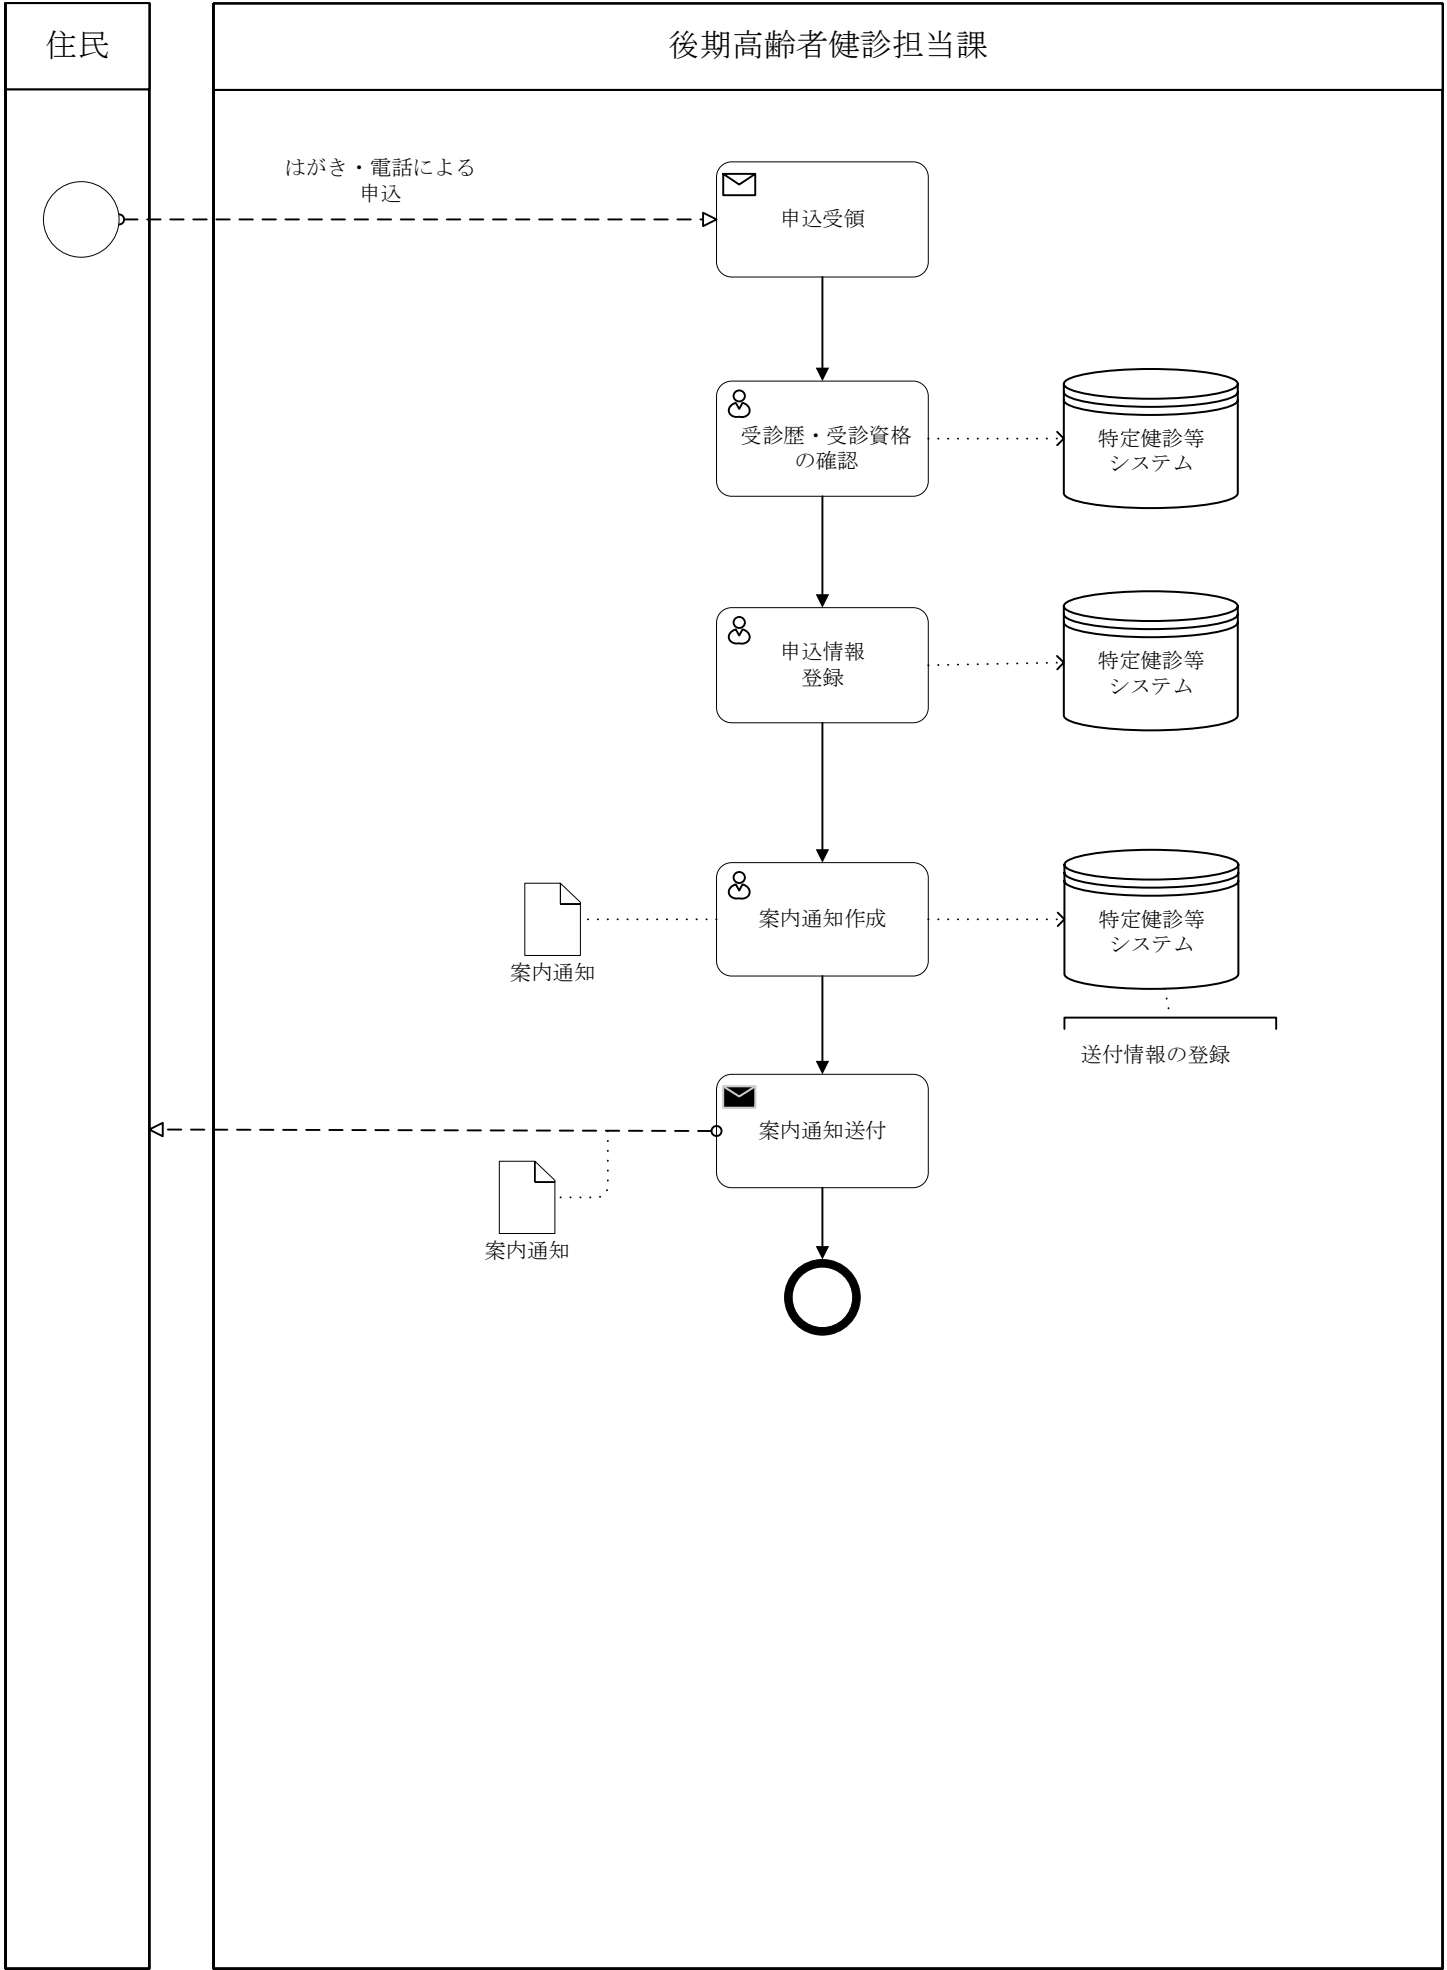 住民
後期高齢者健診担当課
はがき・電話による
申込
申込受領
受診歴・受診資格
の確認
特定健診等
システム
申込情報
登録
特定健診等
システム
案内通知
案内通知作成
特定健診等
システム
送付情報の登録
案内通知送付
案内通知